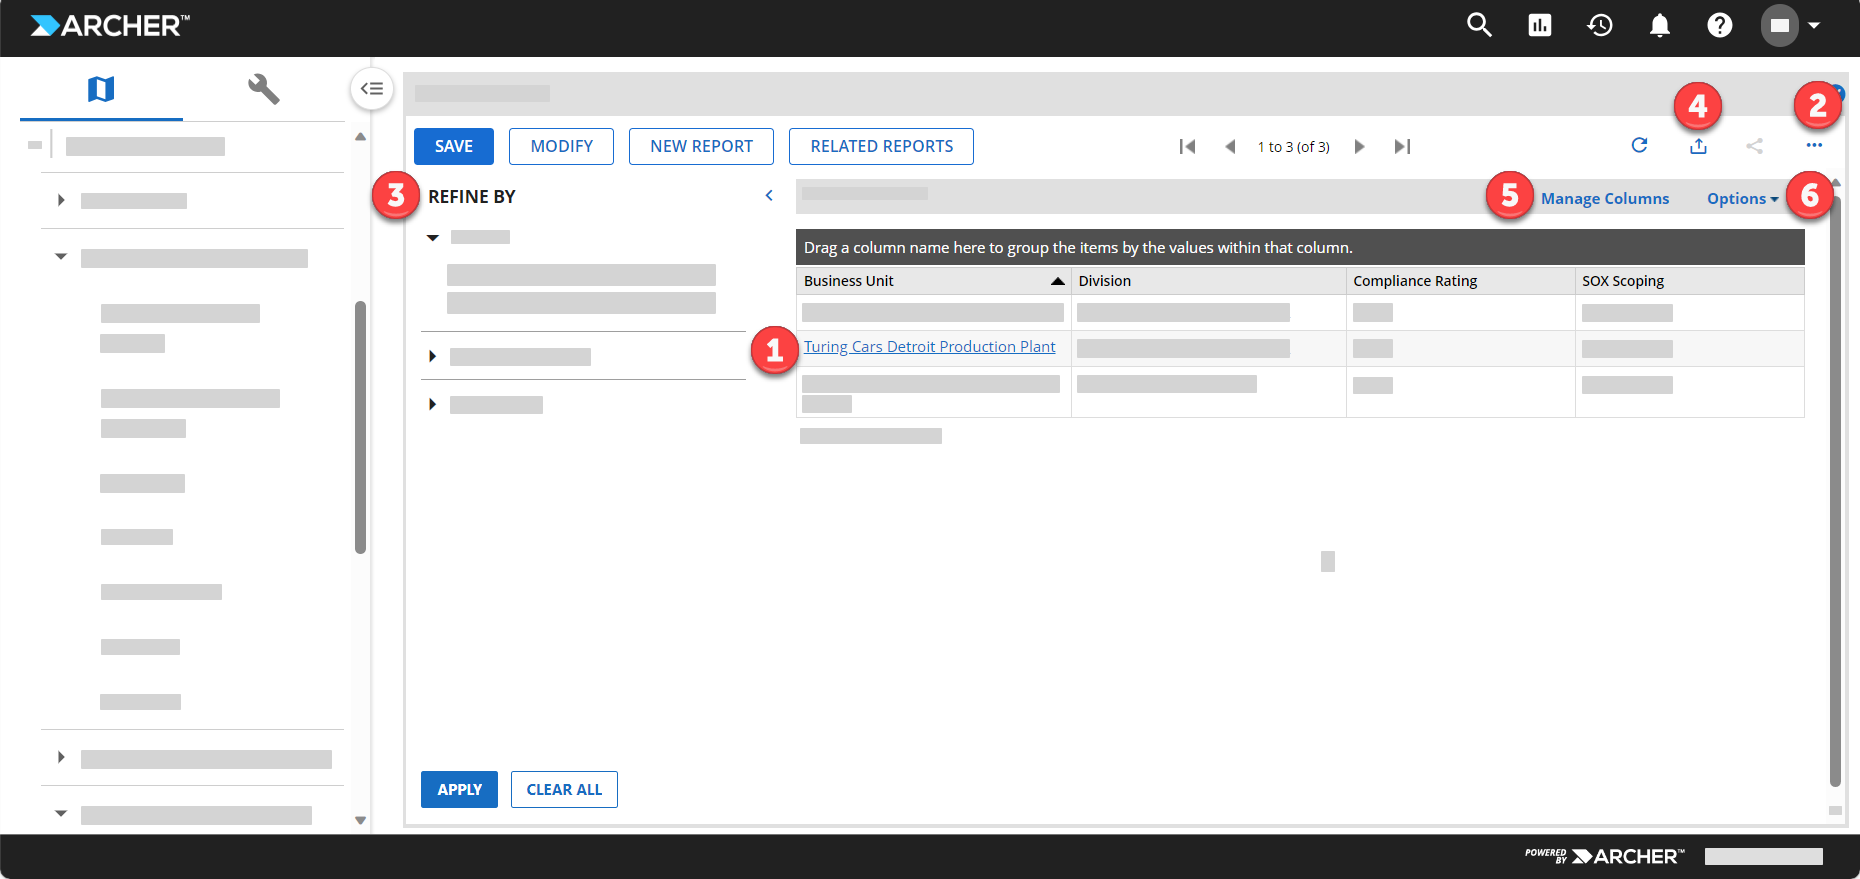 ARCHER™
4
2
SAVE
MODIFY
NEW REPORT
RELATED REPORTS
1 to 3 (of 3)
3
REFINE BY
5
Manage Columns
Options
6
Drag a column name here to group the items by the values within that column.
Business Unit
Division
Compliance Rating
SOX Scoping
1
Turing Cars Detroit Production Plant
APPLY
CLEAR ALL
POWERED BY ARCHER™